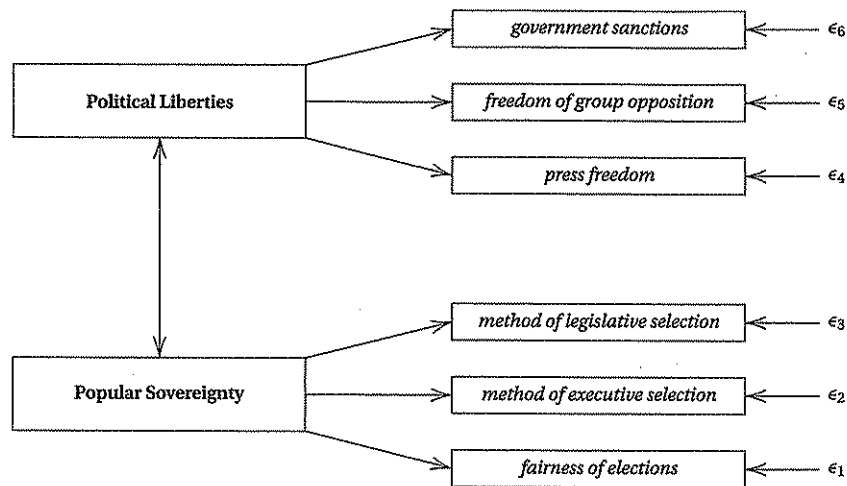 government sanctions
ϵ6
Political Liberties
freedom of group opposition
ϵ5
press freedom
ϵ4
method of legislative selection
ϵ3
Popular Sovereignty
method of executive selection
ϵ2
fairness of elections
ϵ1